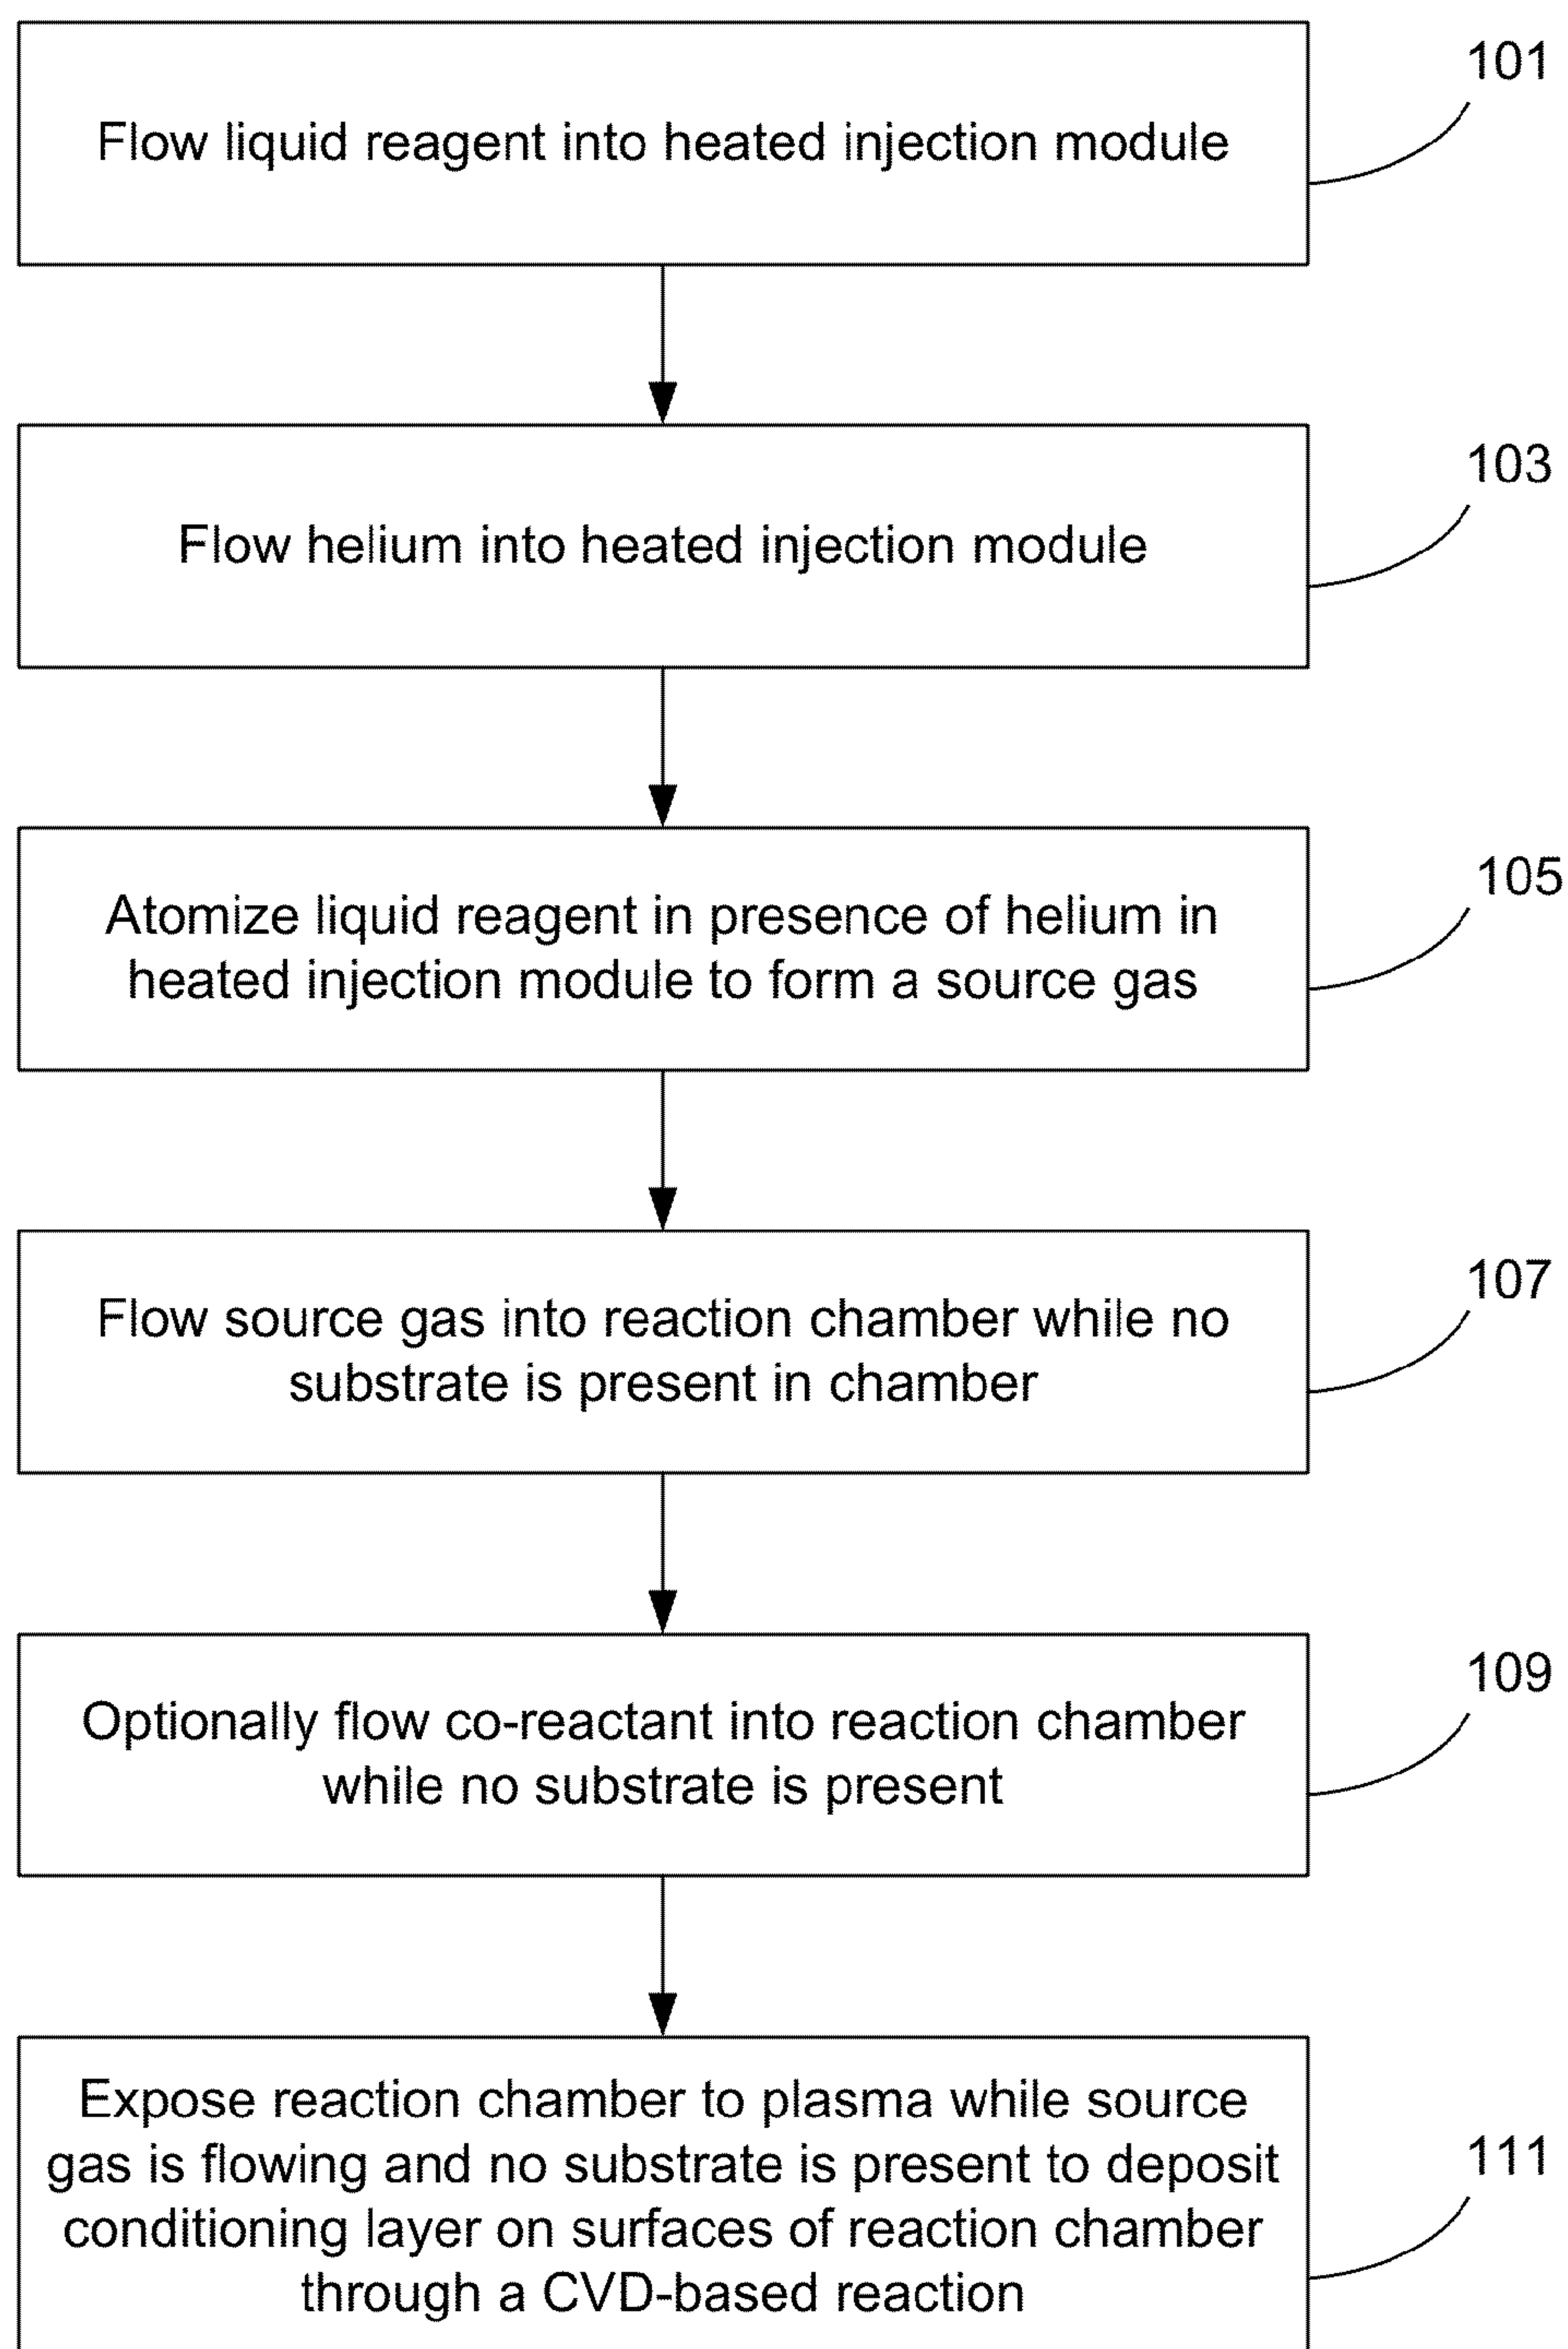 101
Flow liquid reagent into heated injection module
103
Flow helium into heated injection module
105
Atomize liquid reagent in presence of helium in
heated injection module to form a source gas
107
Flow source gas into reaction chamber while no
substrate is present in chamber
109
Optionally flow co-reactant into reaction chamber
while no substrate is present
111
Expose reaction chamber to plasma while source
gas is flowing and no substrate is present to deposit
conditioning layer on surfaces of reaction chamber
through a CVD-based reaction